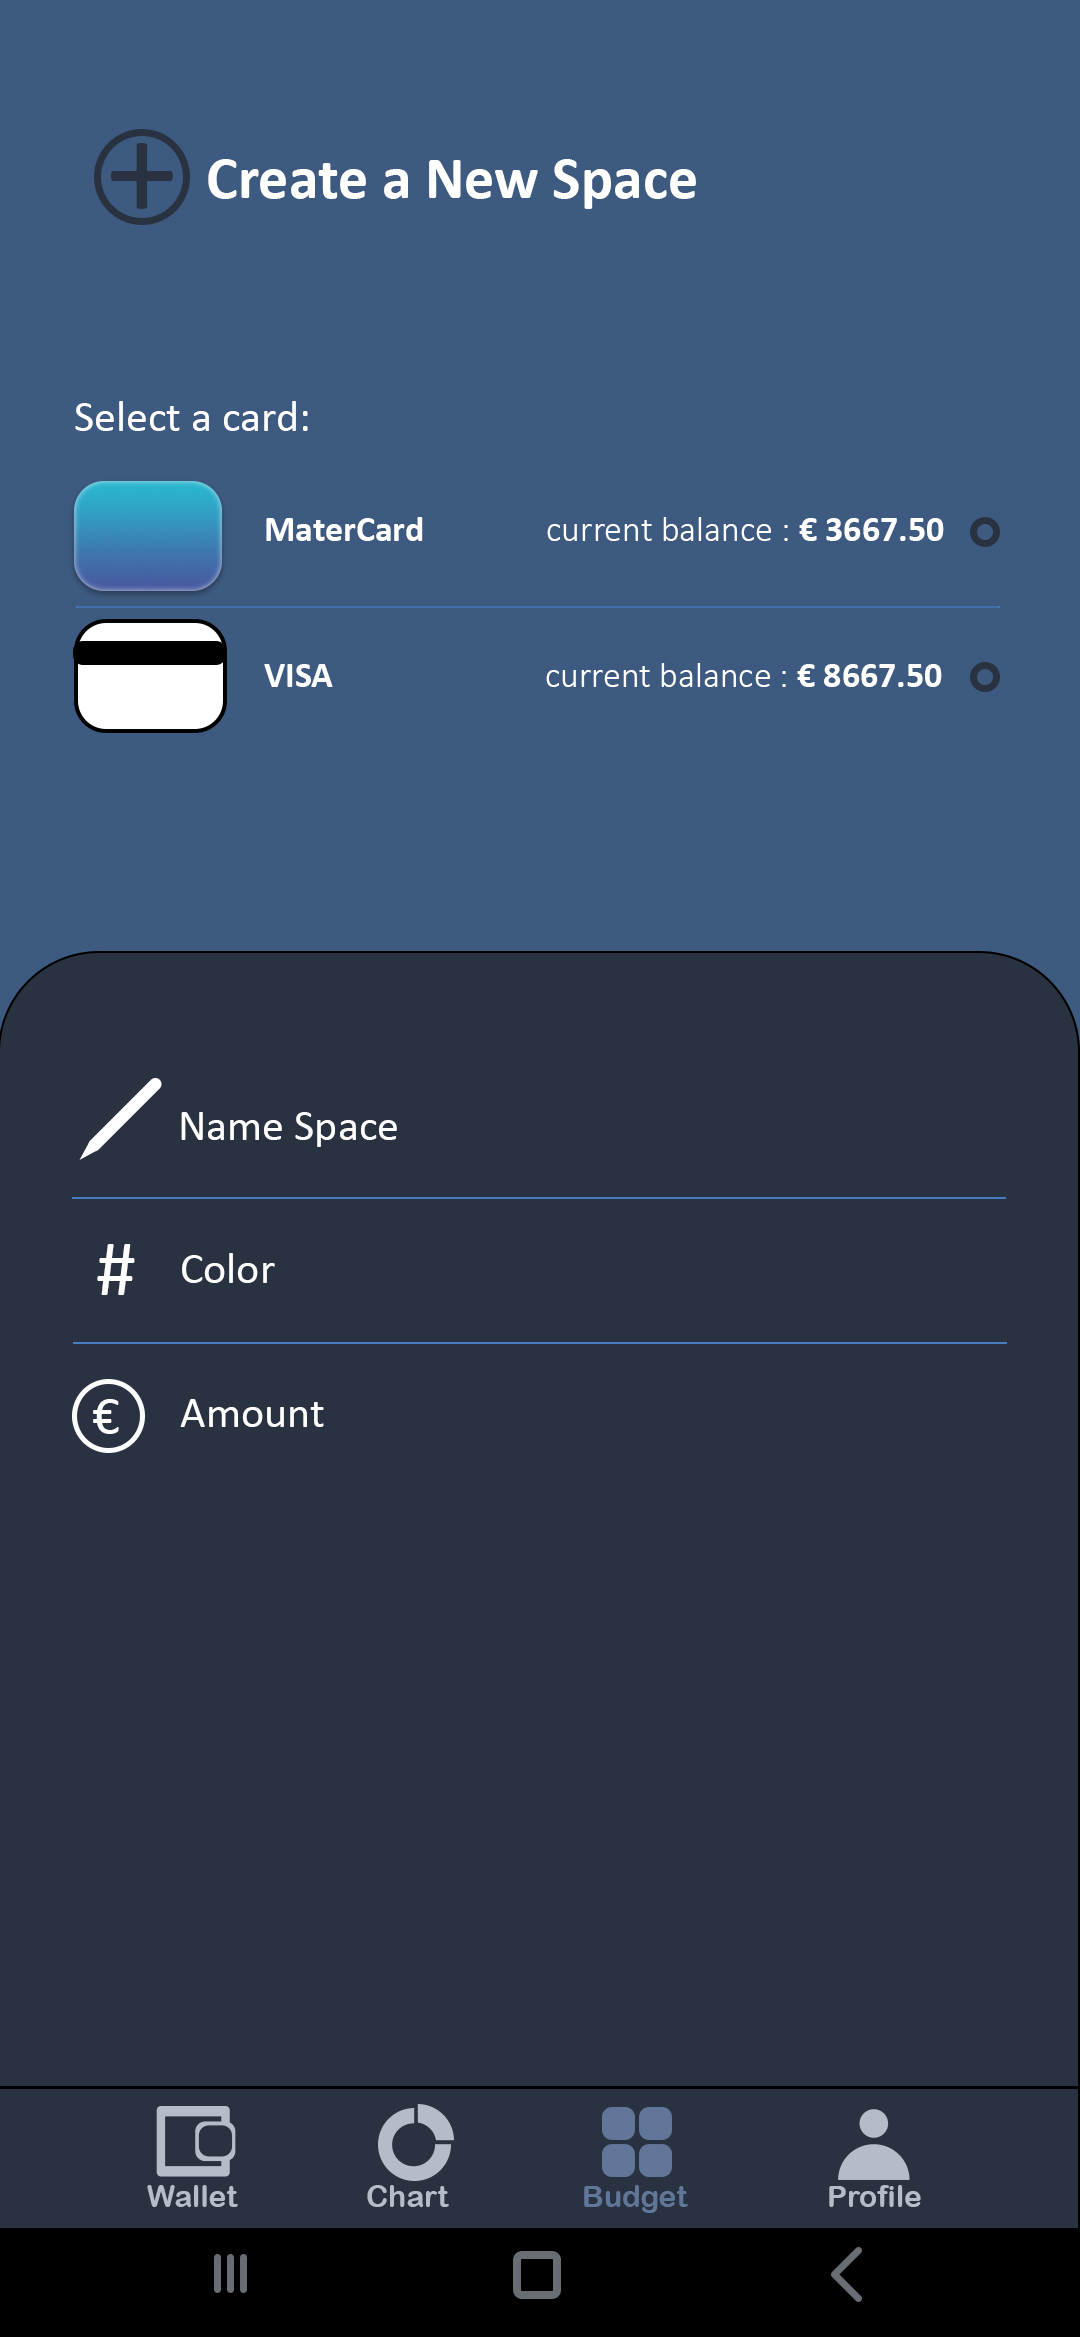 Create a New Space
Select a card:
MaterCard current balance : € 3667.50
VISA current balance : € 8667.50
Name Space
# Color
€ Amount
Wallet Chart Budget Profile